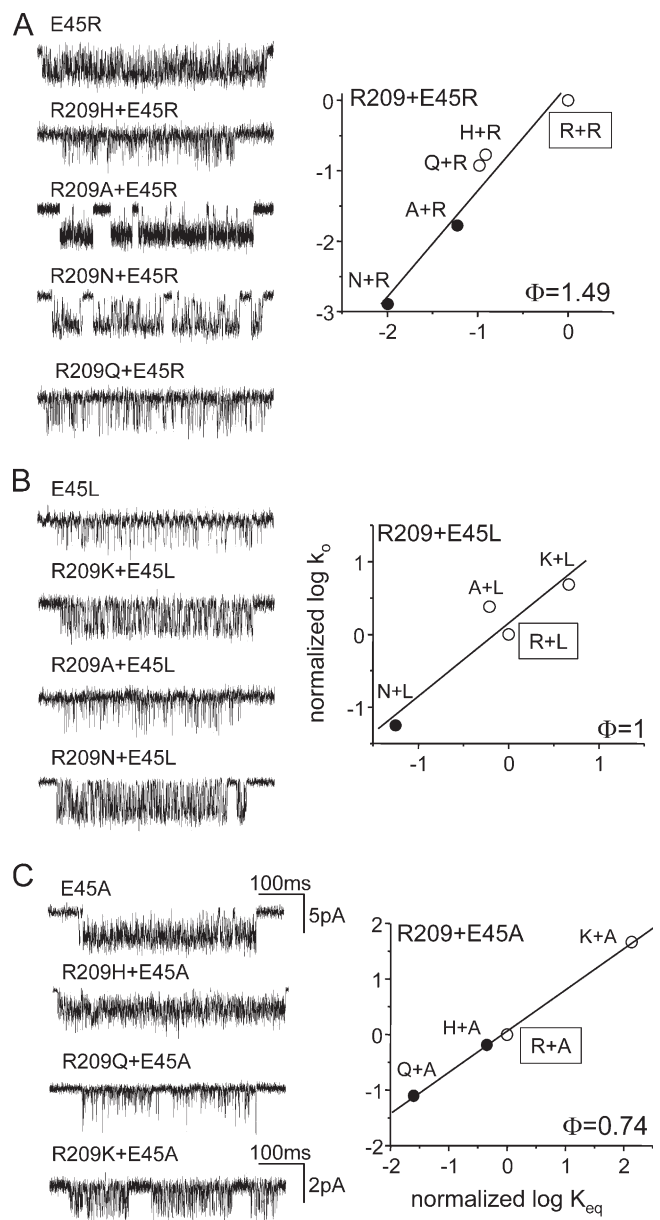 A
E45R
R209H+E45R
R209A+E45R
R209N+E45R
R209Q+E45R
R209+E45R
0
-1
-2
-3
H+R
Q+R
R+R
A+R
N+R
Φ=1.49
-2 -1 0
B
E45L
R209K+E45L
R209A+E45L
R209N+E45L
normalized log ko
R209+E45L
1
0
-1
K+L
A+L
R+L
N+L
Φ=1
-1 0 1
C
E45A
100ms
5pA
R209H+E45A
R209Q+E45A
R209K+E45A
100ms
2pA
R209+E45A
2
1
0
-1
-2
K+A
H+A
R+A
Q+A
Φ=0.74
-2 -1 0 1 2
normalized log Keq